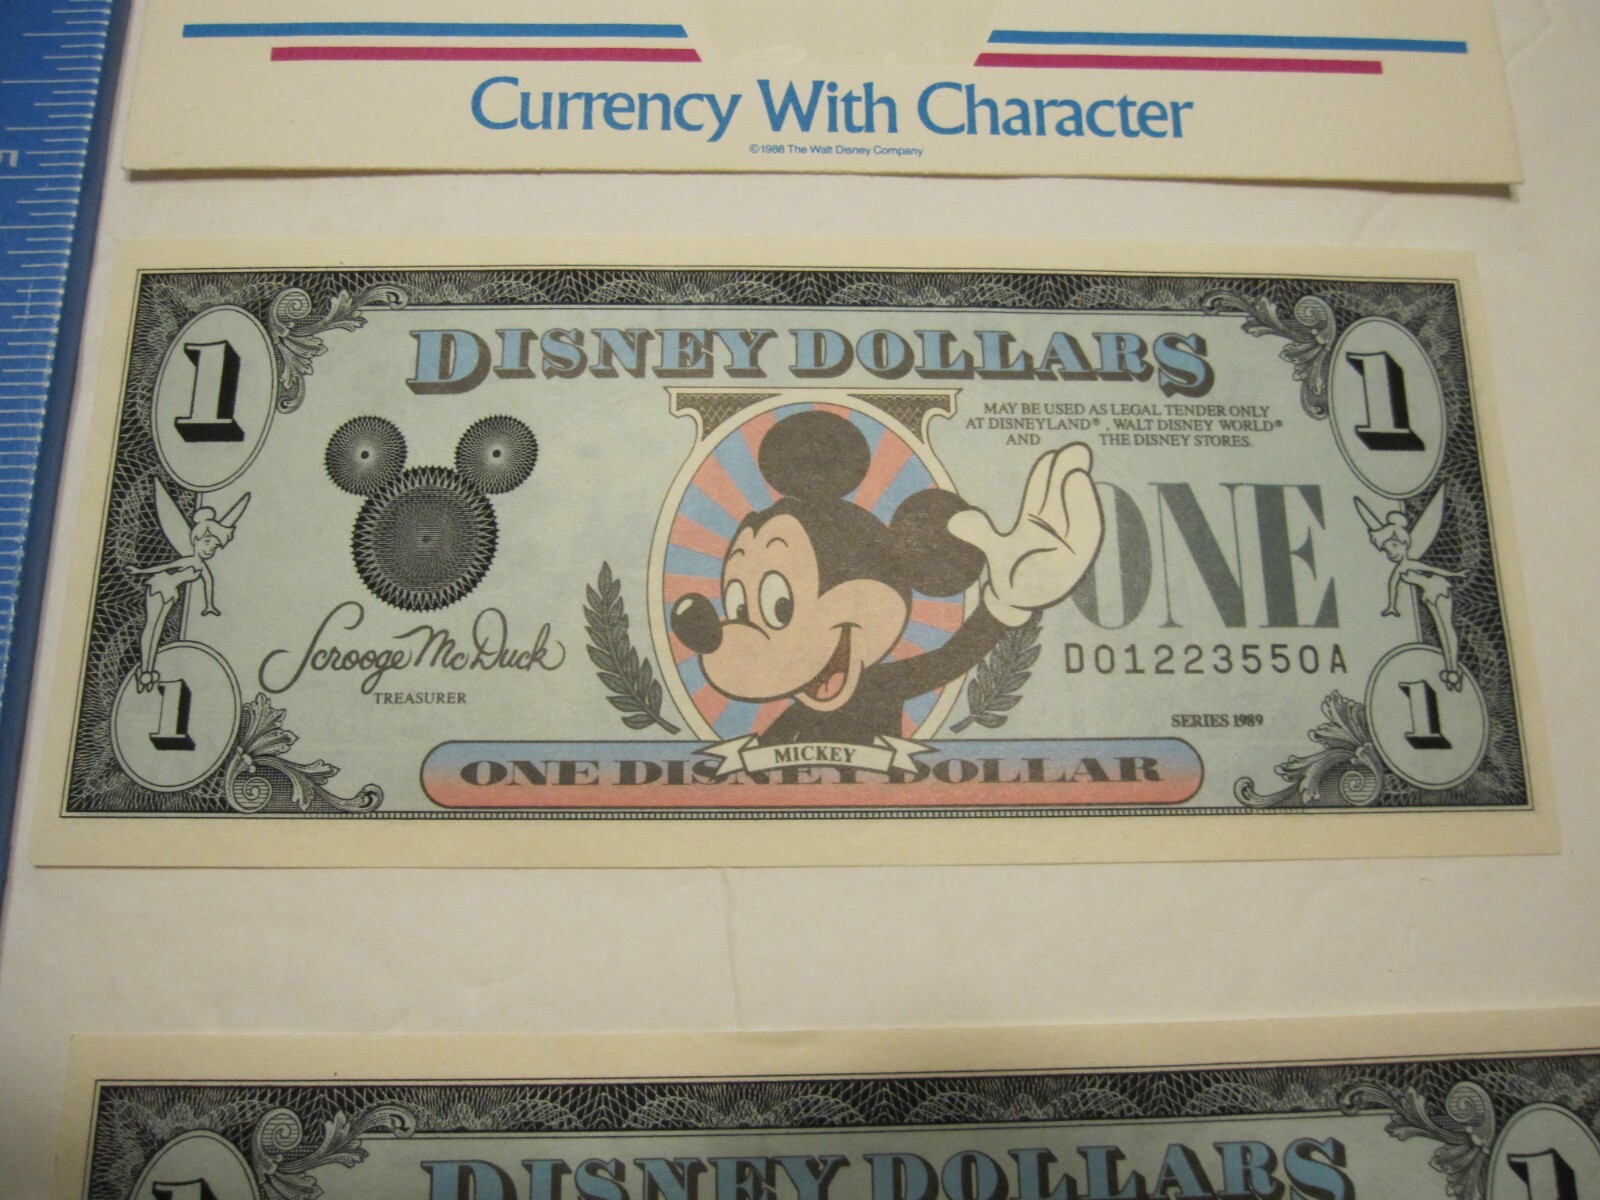 Currency With Character
©1988 The Walt Disney Company
5
1 DISNEY DOLLARS 1
MAY BE USED AS LEGAL TENDER ONLY
AT DISNEYLAND®, WALT DISNEY WORLD®
AND THE DISNEY STORES.
ONE
Scrooge McDuck
TREASURER
D01223550A
SERIES 1989
1 MICKEY 1
ONE DISNEY DOLLAR
1 DISNEY DOLLARS 1